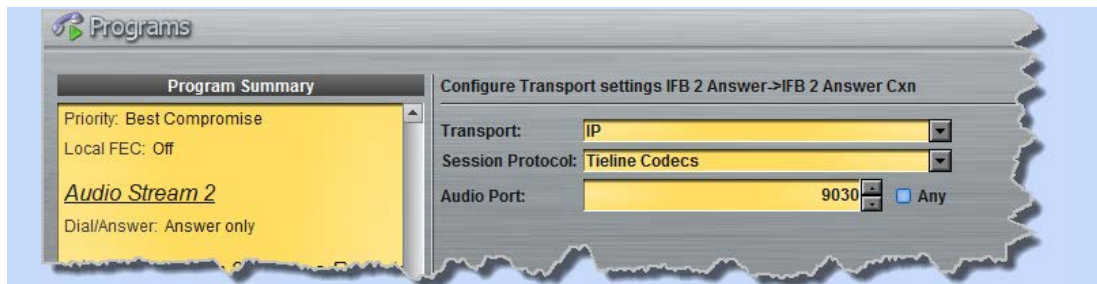 Programs
Program Summary
Priority: Best Compromise
Local FEC: Off
Audio Stream 2
Dial/Answer: Answer only
Configure Transport settings IFB 2 Answer->IFB 2 Answer Cxn
Transport: IP
Session Protocol: Tieline Codecs
Audio Port: 9030 Any